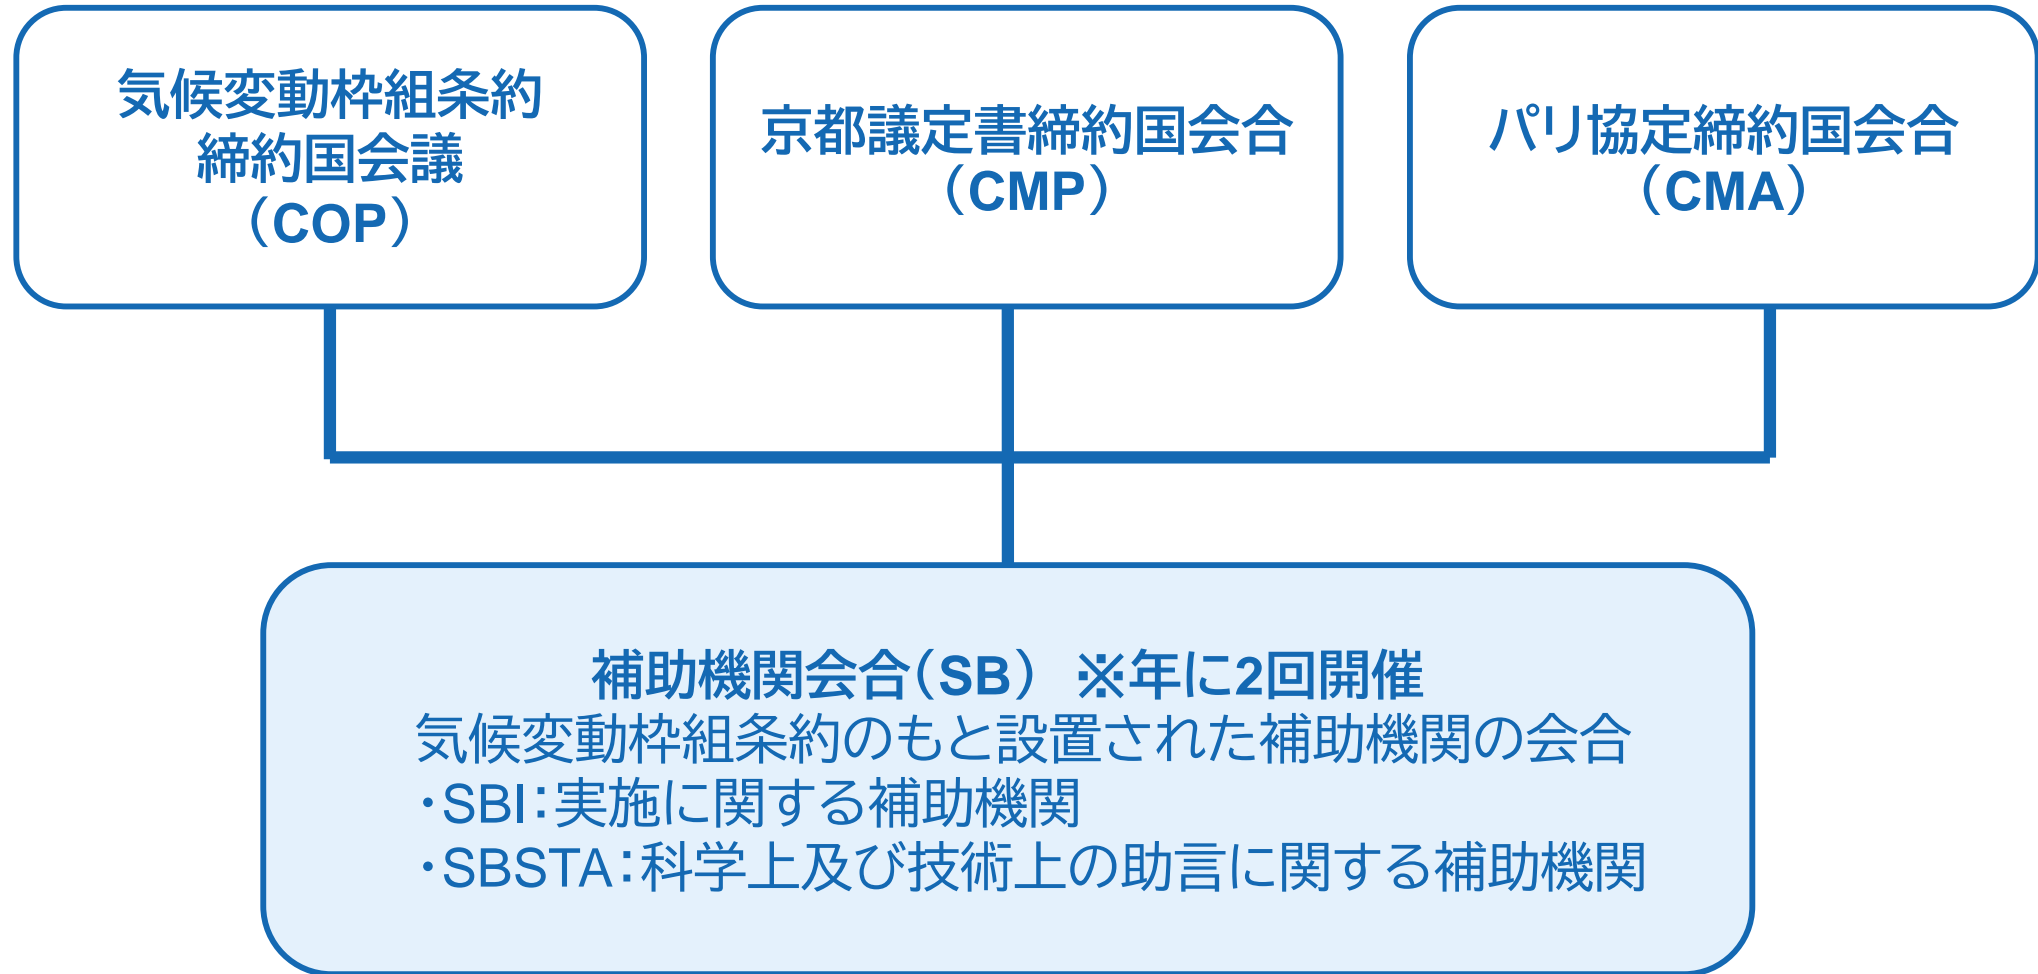 気候変動枠組条約
締約国会議
（COP）
京都議定書締約国会合
（CMP）
パリ協定締約国会合
（CMA）
補助機関会合（SB）　※年に2回開催
気候変動枠組条約のもと設置された補助機関の会合
・SBI：実施に関する補助機関
・SBSTA：科学上及び技術上の助言に関する補助機関